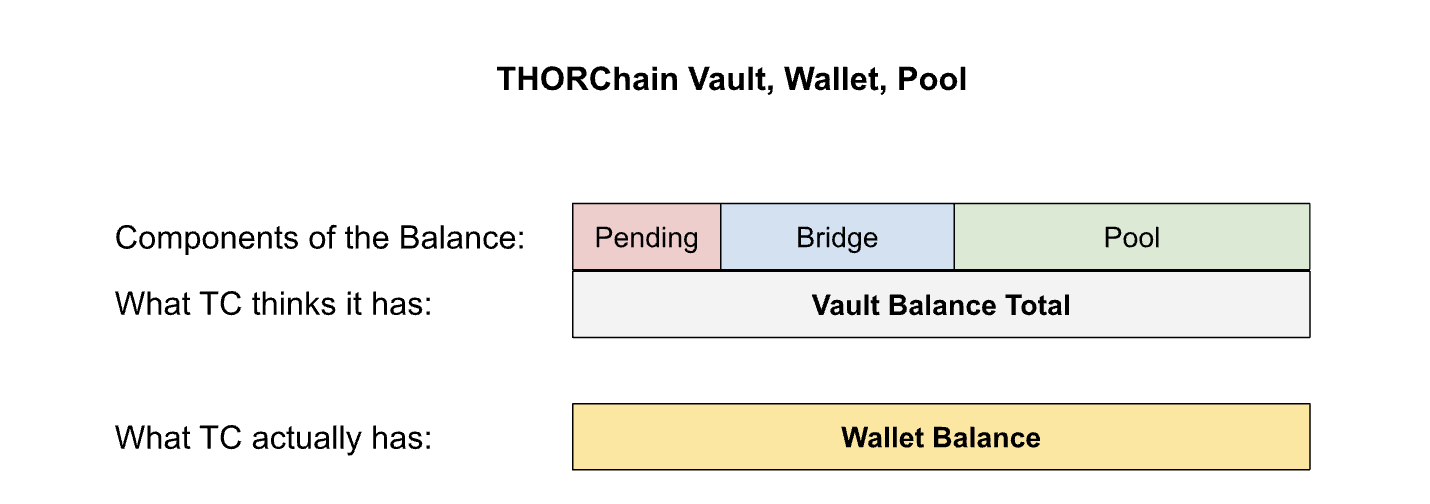 THORChain Vault, Wallet, Pool
Components of the Balance: Pending Bridge Pool
What TC thinks it has: Vault Balance Total
What TC actually has: Wallet Balance